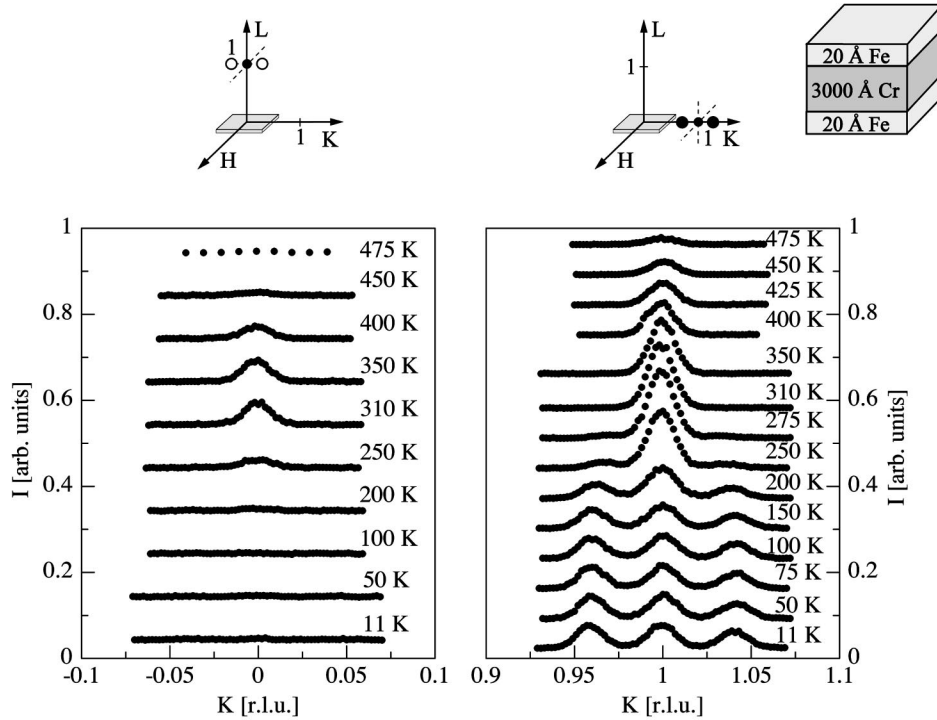 L
1
1
K
H
L
1
1
K
H
20 Å Fe
3000 Å Cr
20 Å Fe
1
0.8
0.6
0.4
0.2
0
I [arb. units]
475 K
450 K
400 K
350 K
310 K
250 K
200 K
100 K
50 K
11 K
-0.1
-0.05
0
0.05
0.1
K [r.l.u.]
475 K
450 K
425 K
400 K
350 K
310 K
275 K
250 K
200 K
150 K
100 K
75 K
50 K
11 K
1
0.8
0.6
0.4
0.2
0
I [arb. units]
0.9
0.95
1
1.05
1.1
K [r.l.u.]